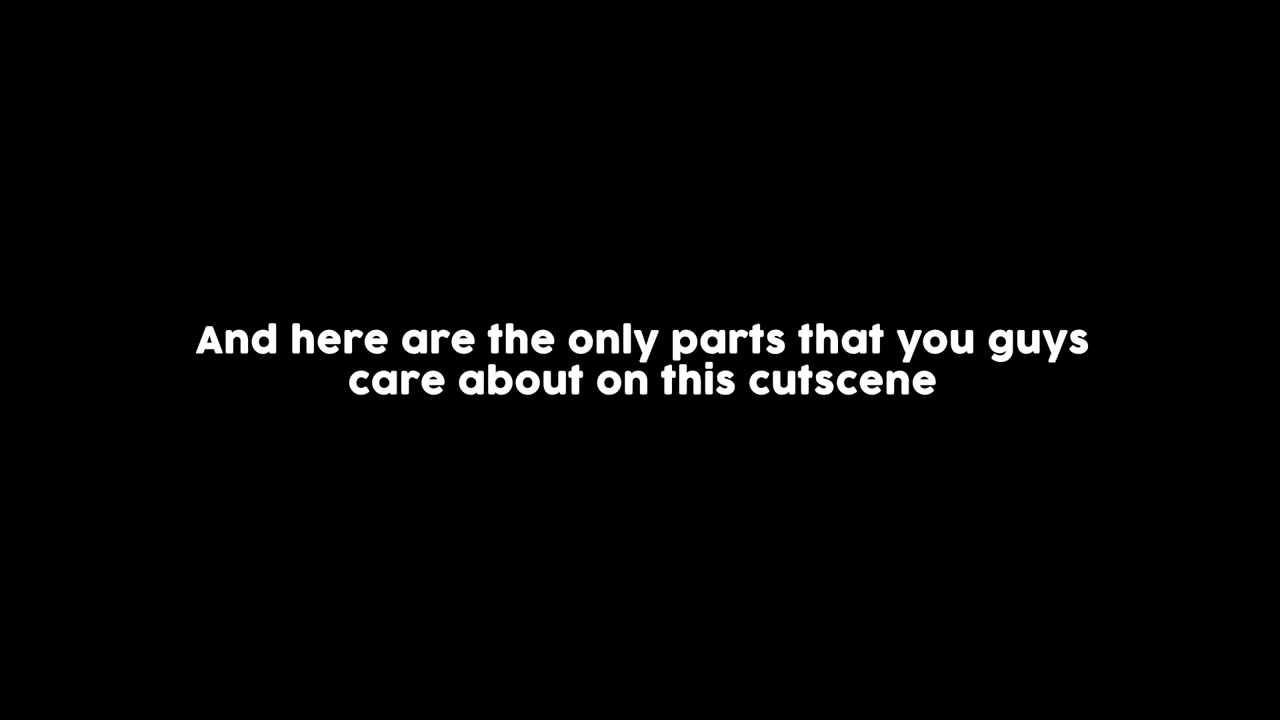 And here are the only parts that you guys
care about on this cutscene